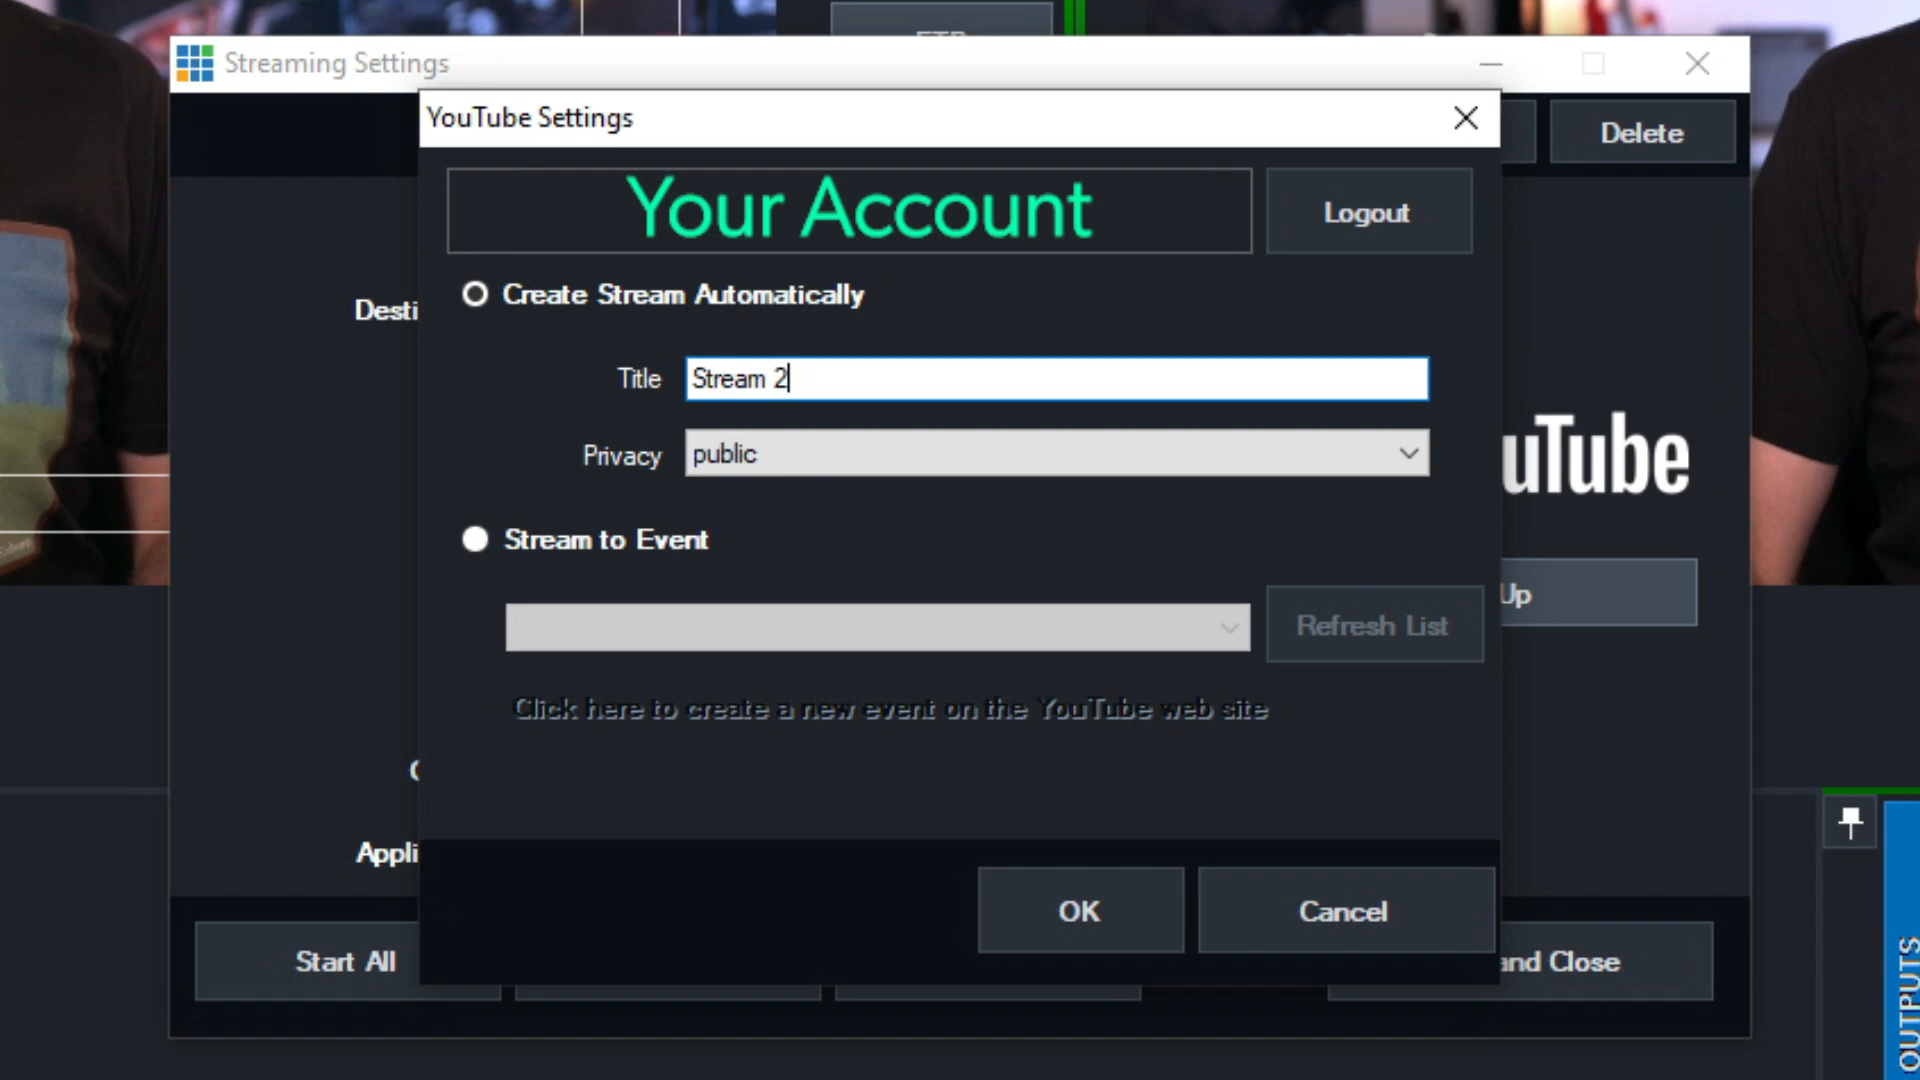 Streaming Settings
YouTube Settings
Delete
Your Account
Logout
Create Stream Automatically
Desti
Title
Stream 2
Privacy
public
uTube
Stream to Event
Up
Refresh List
Click here to create a new event on the YouTube web site
Appli
OK
Cancel
Start All
and Close
OUTPUTS